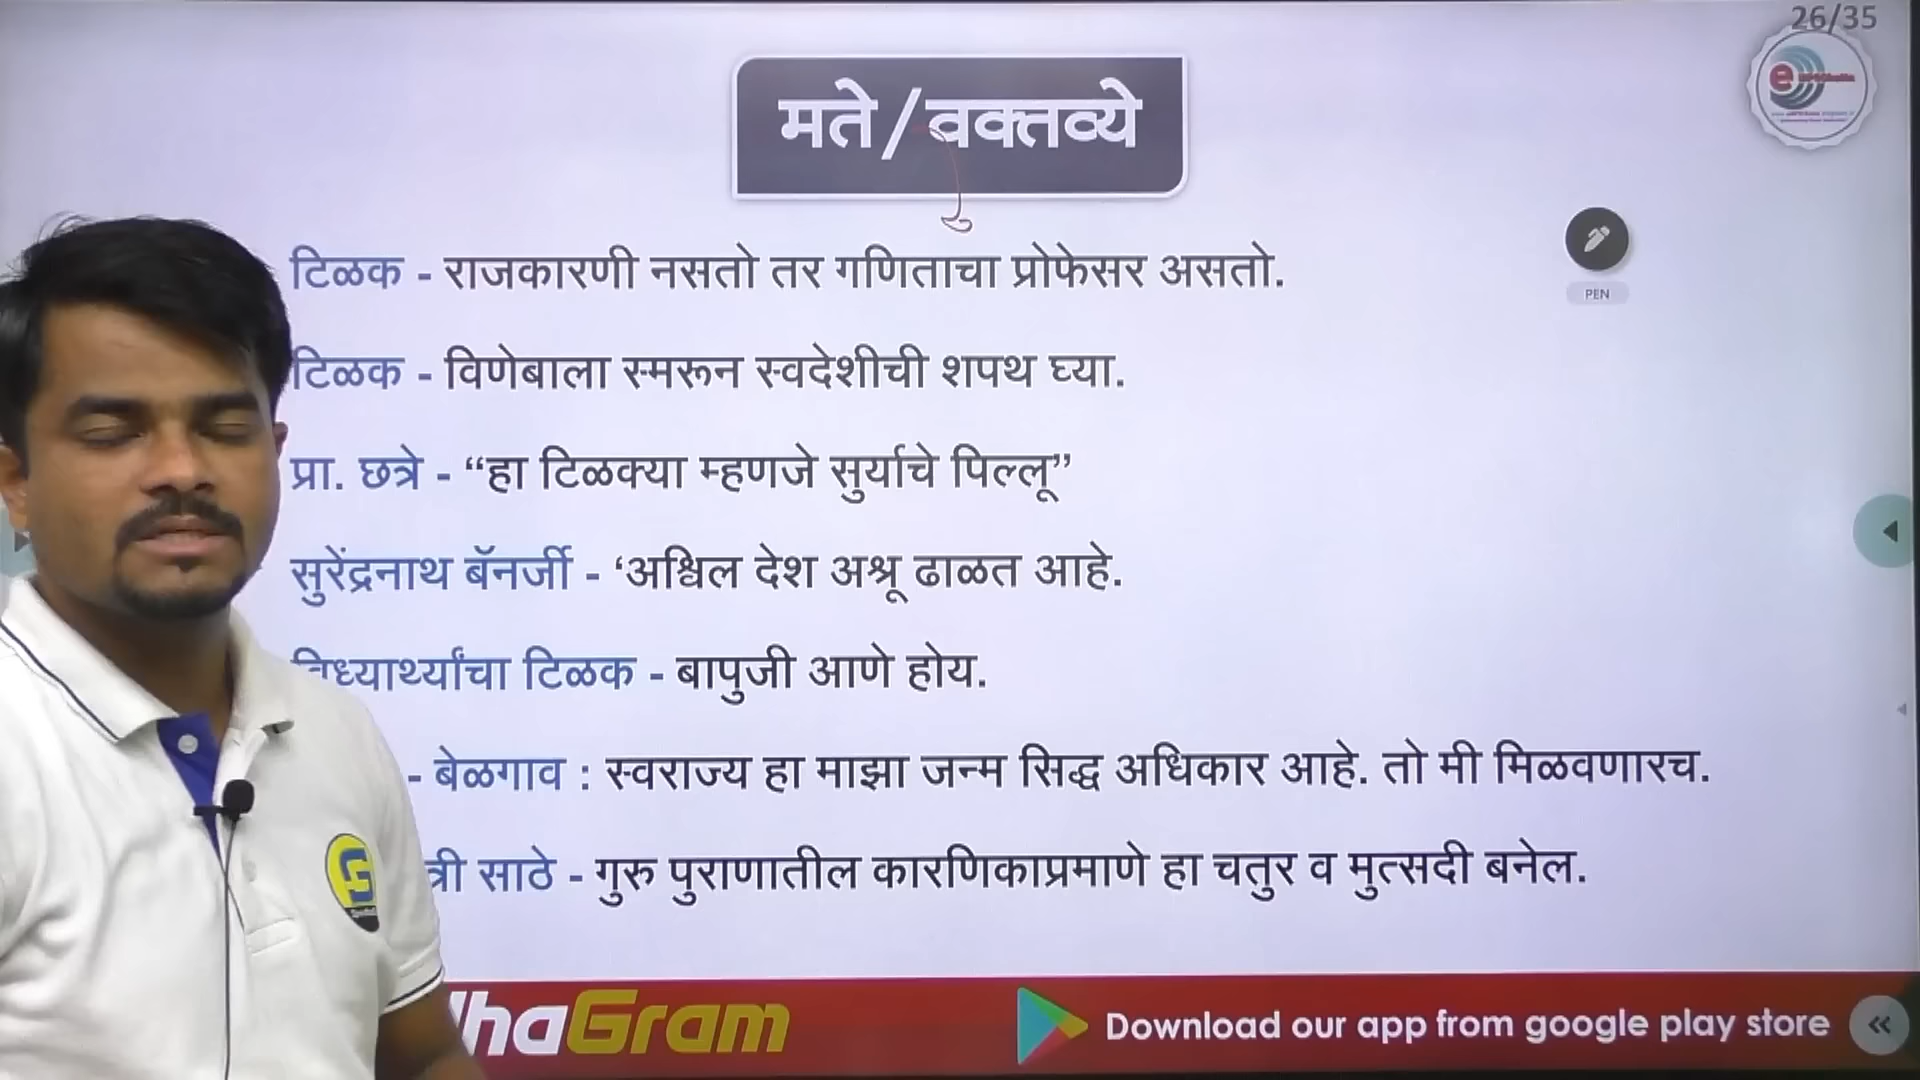 26/35
मते/वक्तव्ये
टिळक - राजकारणी नसतो तर गणिताचा प्रोफेसर असतो.
PEN
टिळक - विणेबाला स्मरून स्वदेशीची शपथ घ्या.
प्रा. छत्रे - “हा टिळक्या म्हणजे सुर्याचे पिल्लू”
सुरेंद्रनाथ बॅनर्जी - ‘अश्विल देश अश्रू ढाळत आहे.
विध्यार्थ्यांचा टिळक - बापुजी आणे होय.
- बेळगाव : स्वराज्य हा माझा जन्म सिद्ध अधिकार आहे. तो मी मिळवणारच.
त्री साठे - गुरु पुराणातील कारणिकाप्रमाणे हा चतुर व मुत्सदी बनेल.
dhaGram
Download our app from google play store